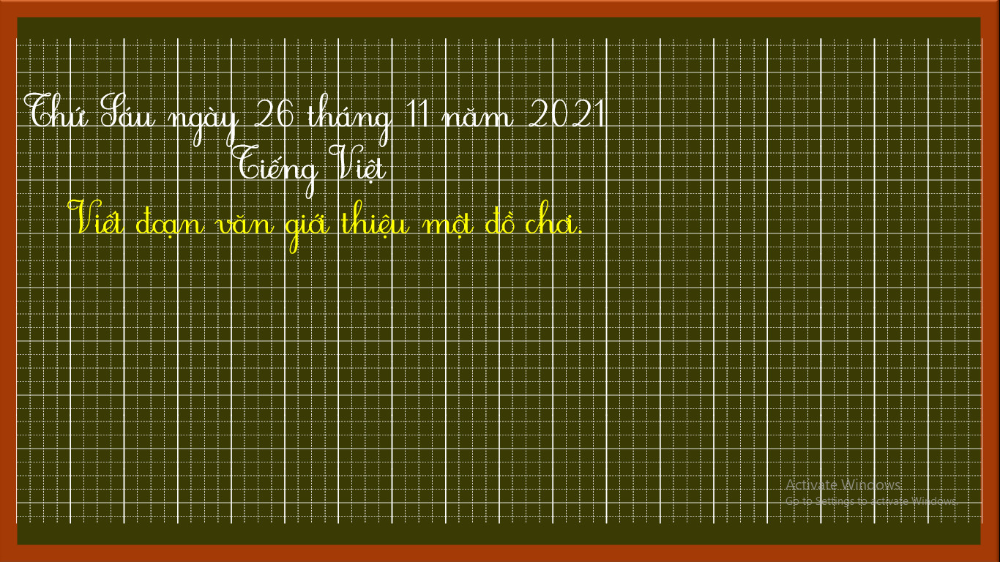 Thứ Sáu ngày 26 tháng 11 năm 2021
Tiếng Việt
Viết đoạn văn giới thiệu một đồ chơi.
Activate Windows
Go to Settings to activate Windows.